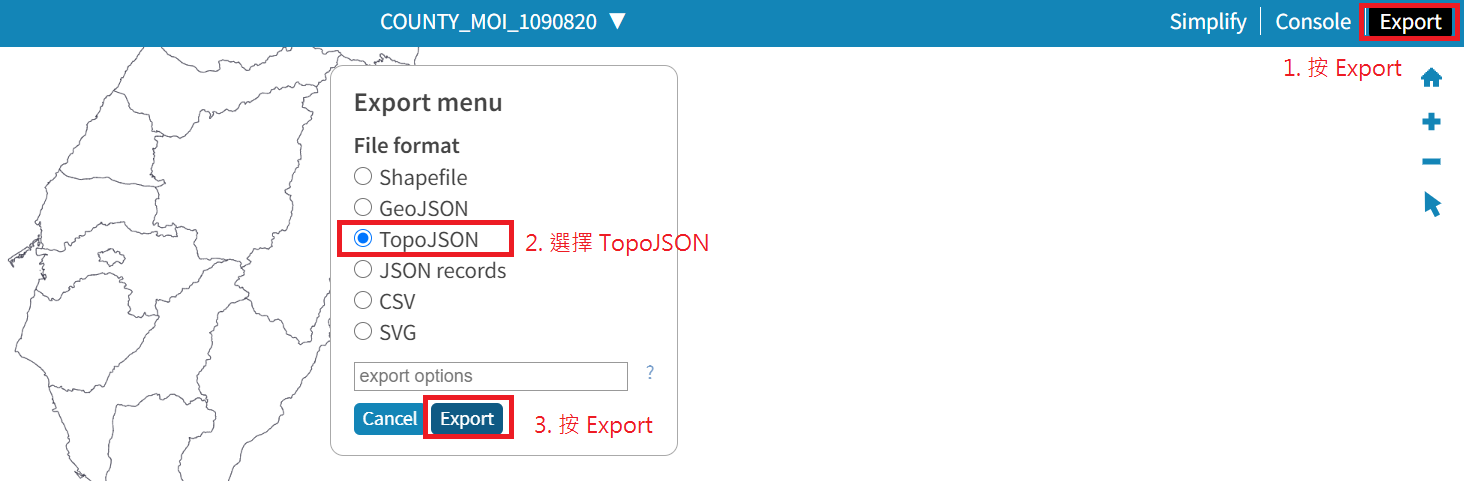 COUNTY_MOI_1090820 ▼
Simplify Console Export
1. 按 Export
Export menu
File format
Shapefile
GeoJSON
TopoJSON
2. 選擇 TopoJSON
JSON records
CSV
SVG
export options ?
Cancel Export
3. 按 Export